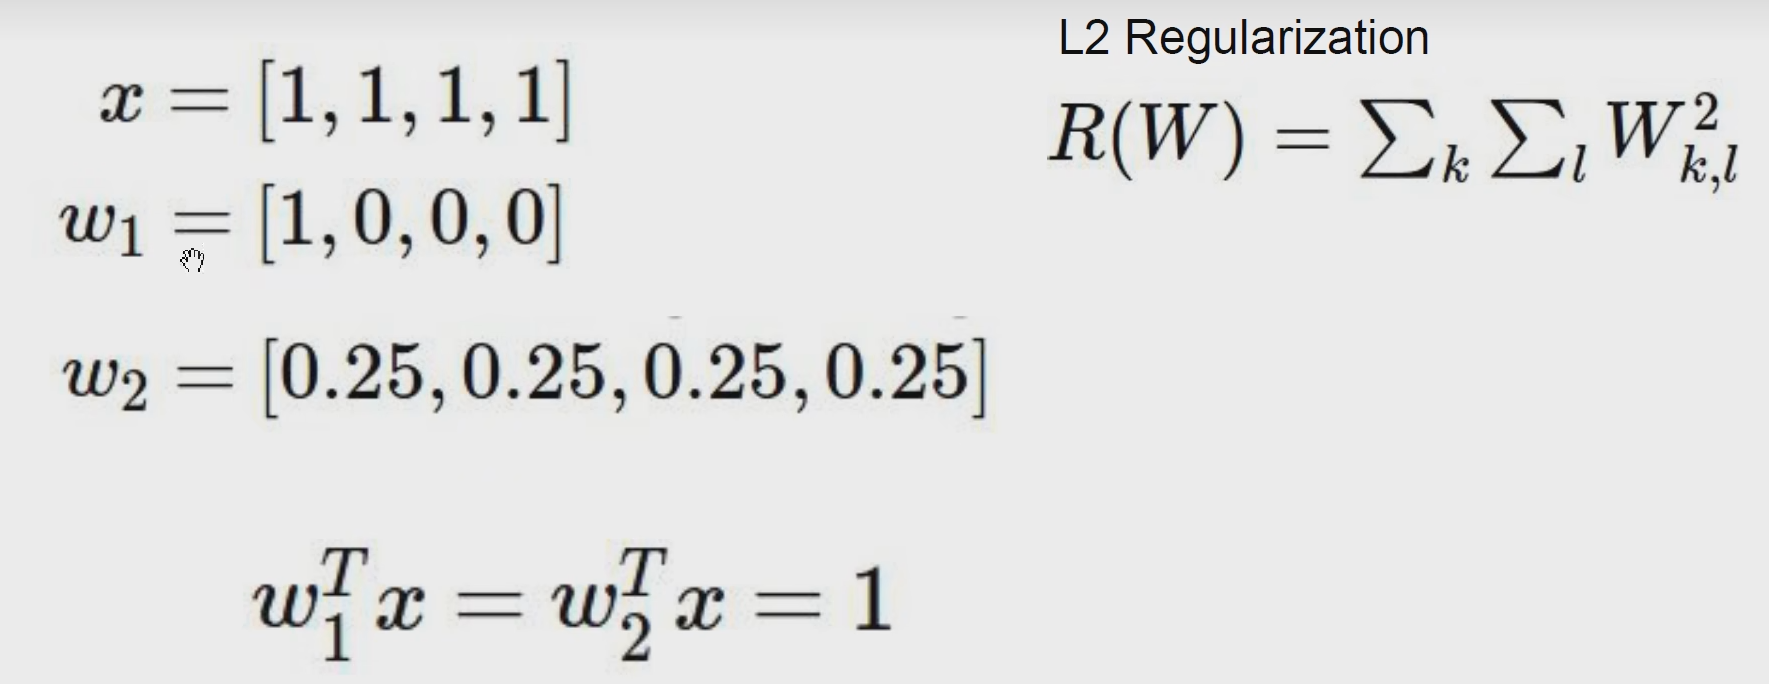 L2 Regularization
x = [1, 1, 1, 1]
R(W) = ∑_k ∑_l W_{k,l}^2
w_1 = [1, 0, 0, 0]
w_2 = [0.25, 0.25, 0.25, 0.25]
w_1^T x = w_2^T x = 1